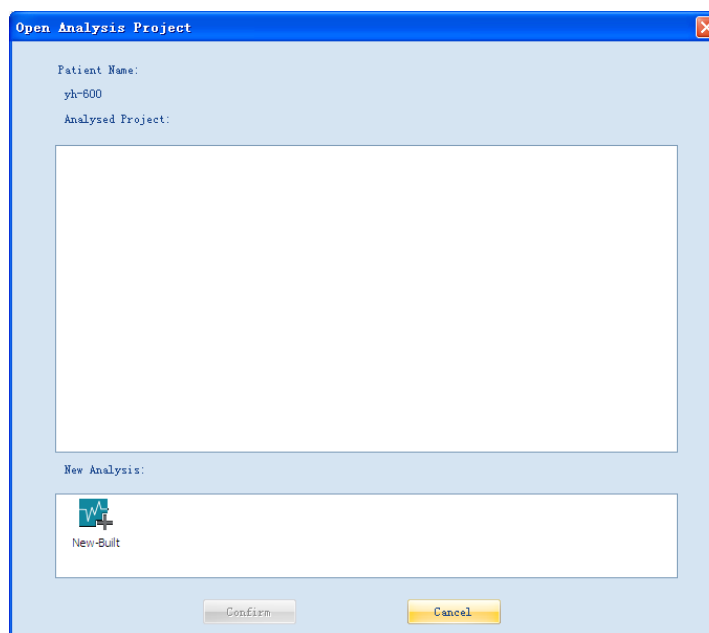 Open Analysis Project
Patient Name:
yh-600
Analysed Project:
New Analysis:
New-Built
Confirm
Cancel